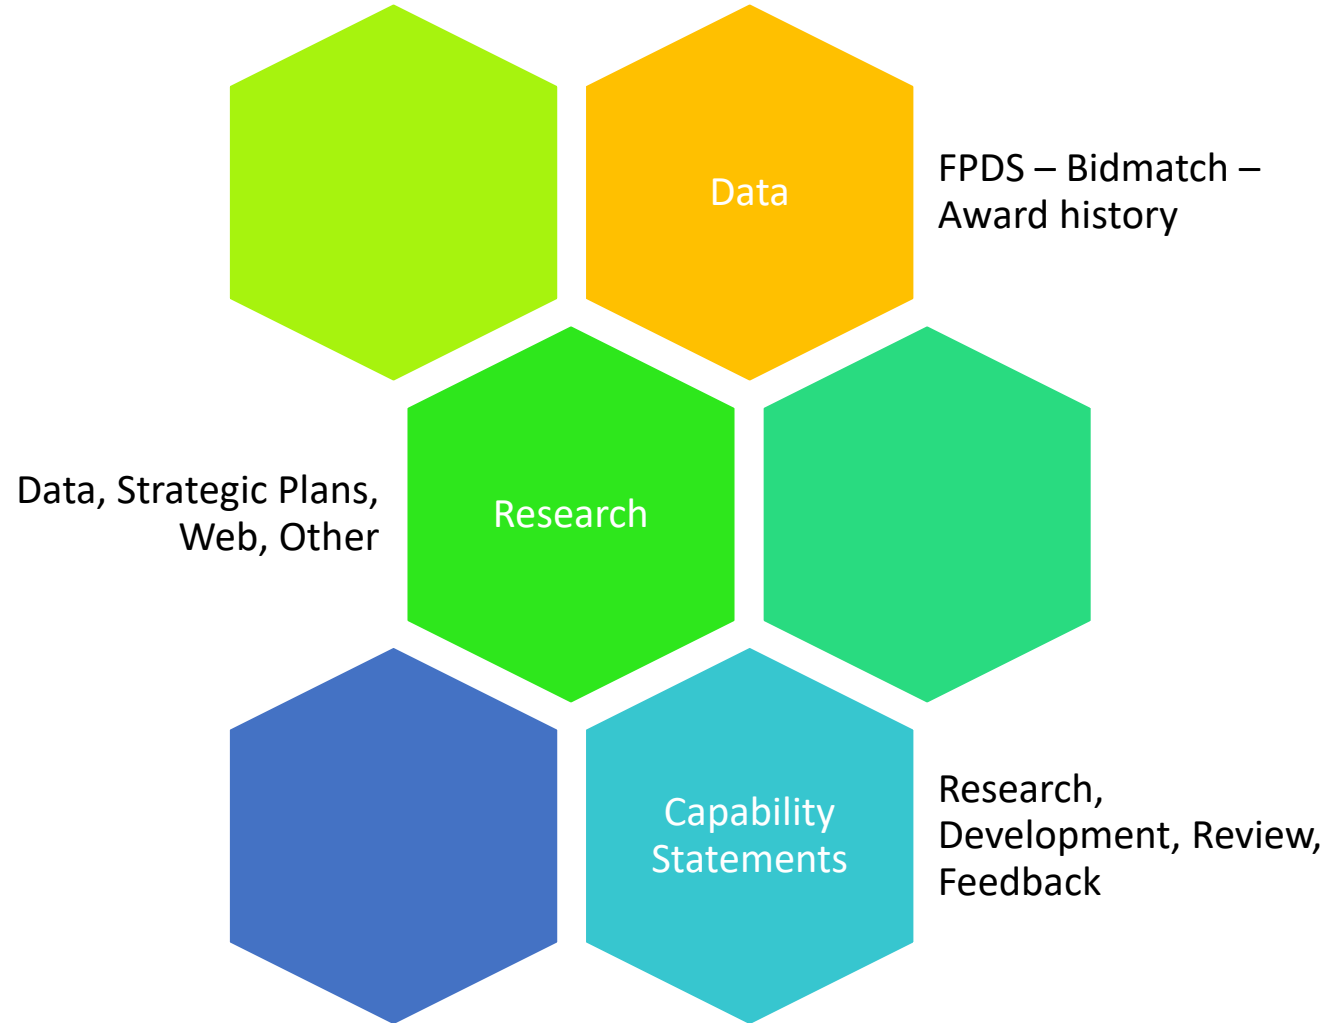 Data
FPDS – Bidmatch –
Award history
Data, Strategic Plans,
Web, Other
Research
Capability
Statements
Research,
Development, Review,
Feedback